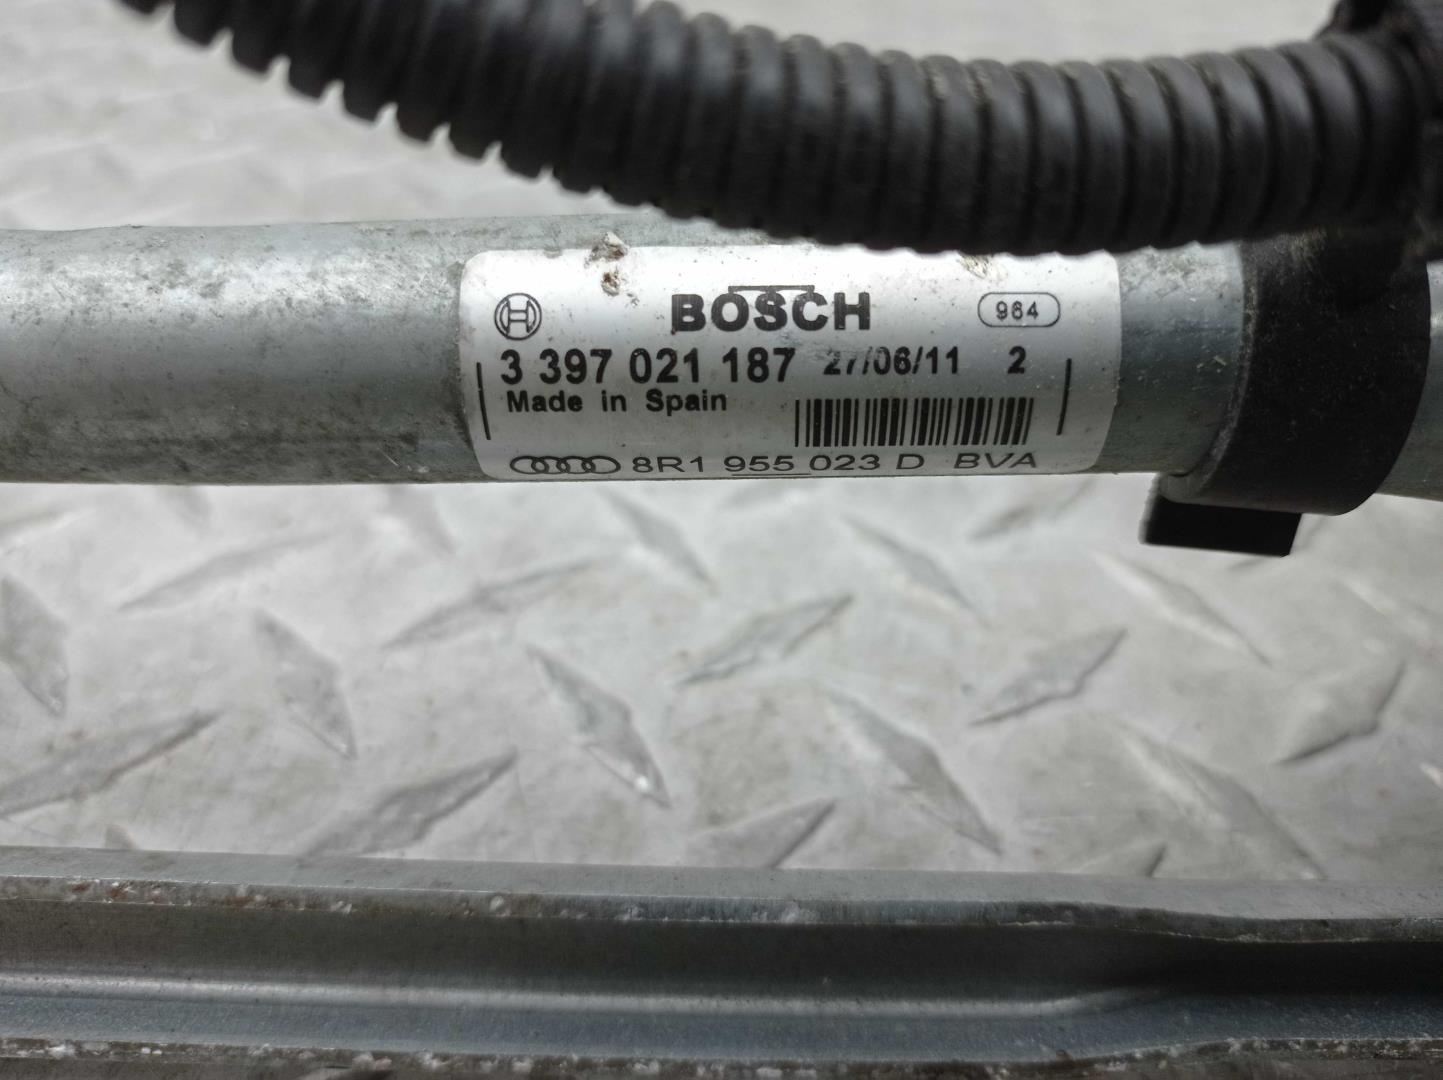 BOSCH 964
3 397 021 187 27/06/11 2
Made in Spain
8R1 955 023 D BVA